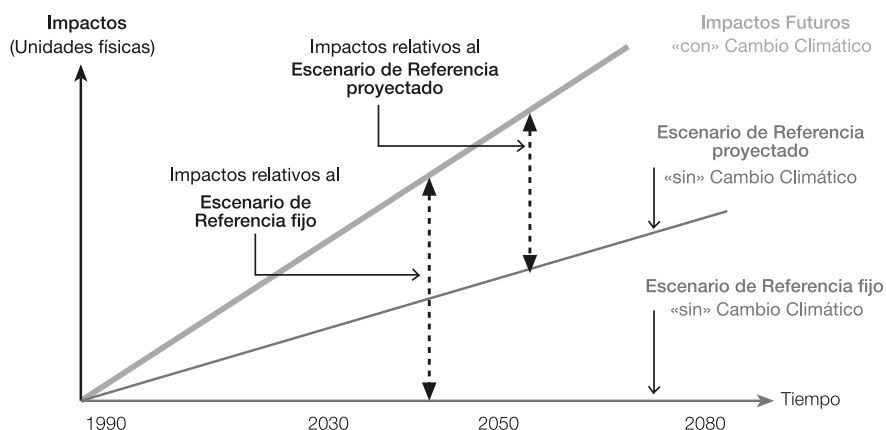 Impactos
(Unidades físicas)
Impactos Futuros
«con» Cambio Climático
Impactos relativos al
Escenario de Referencia
proyectado
Escenario de Referencia
proyectado
«sin» Cambio Climático
Impactos relativos al
Escenario de
Referencia fijo
Escenario de Referencia fijo
«sin» Cambio Climático
Tiempo
1990
2030
2050
2080